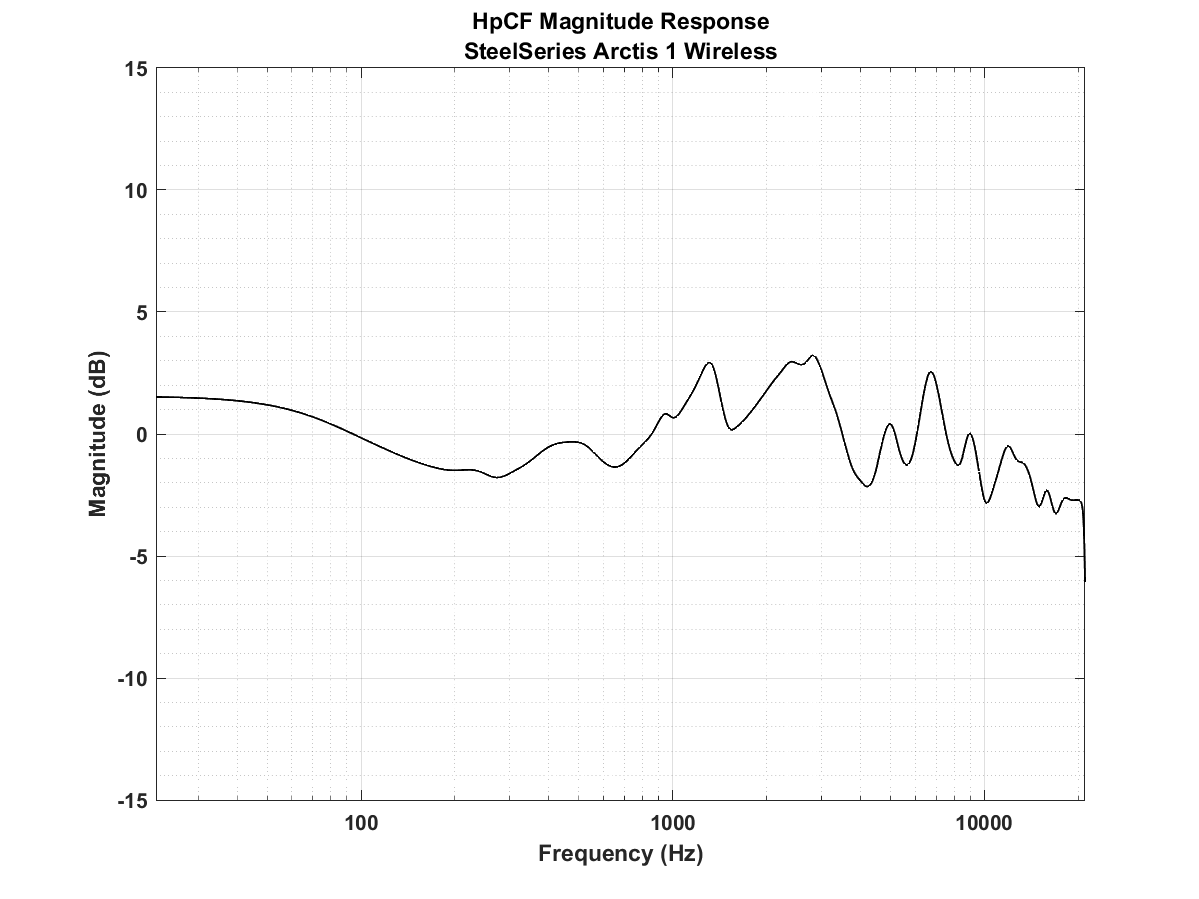 HpCF Magnitude Response
SteelSeries Arctis 1 Wireless
15
10
5
0
-5
-10
-15
Magnitude (dB)
100
1000
10000
Frequency (Hz)